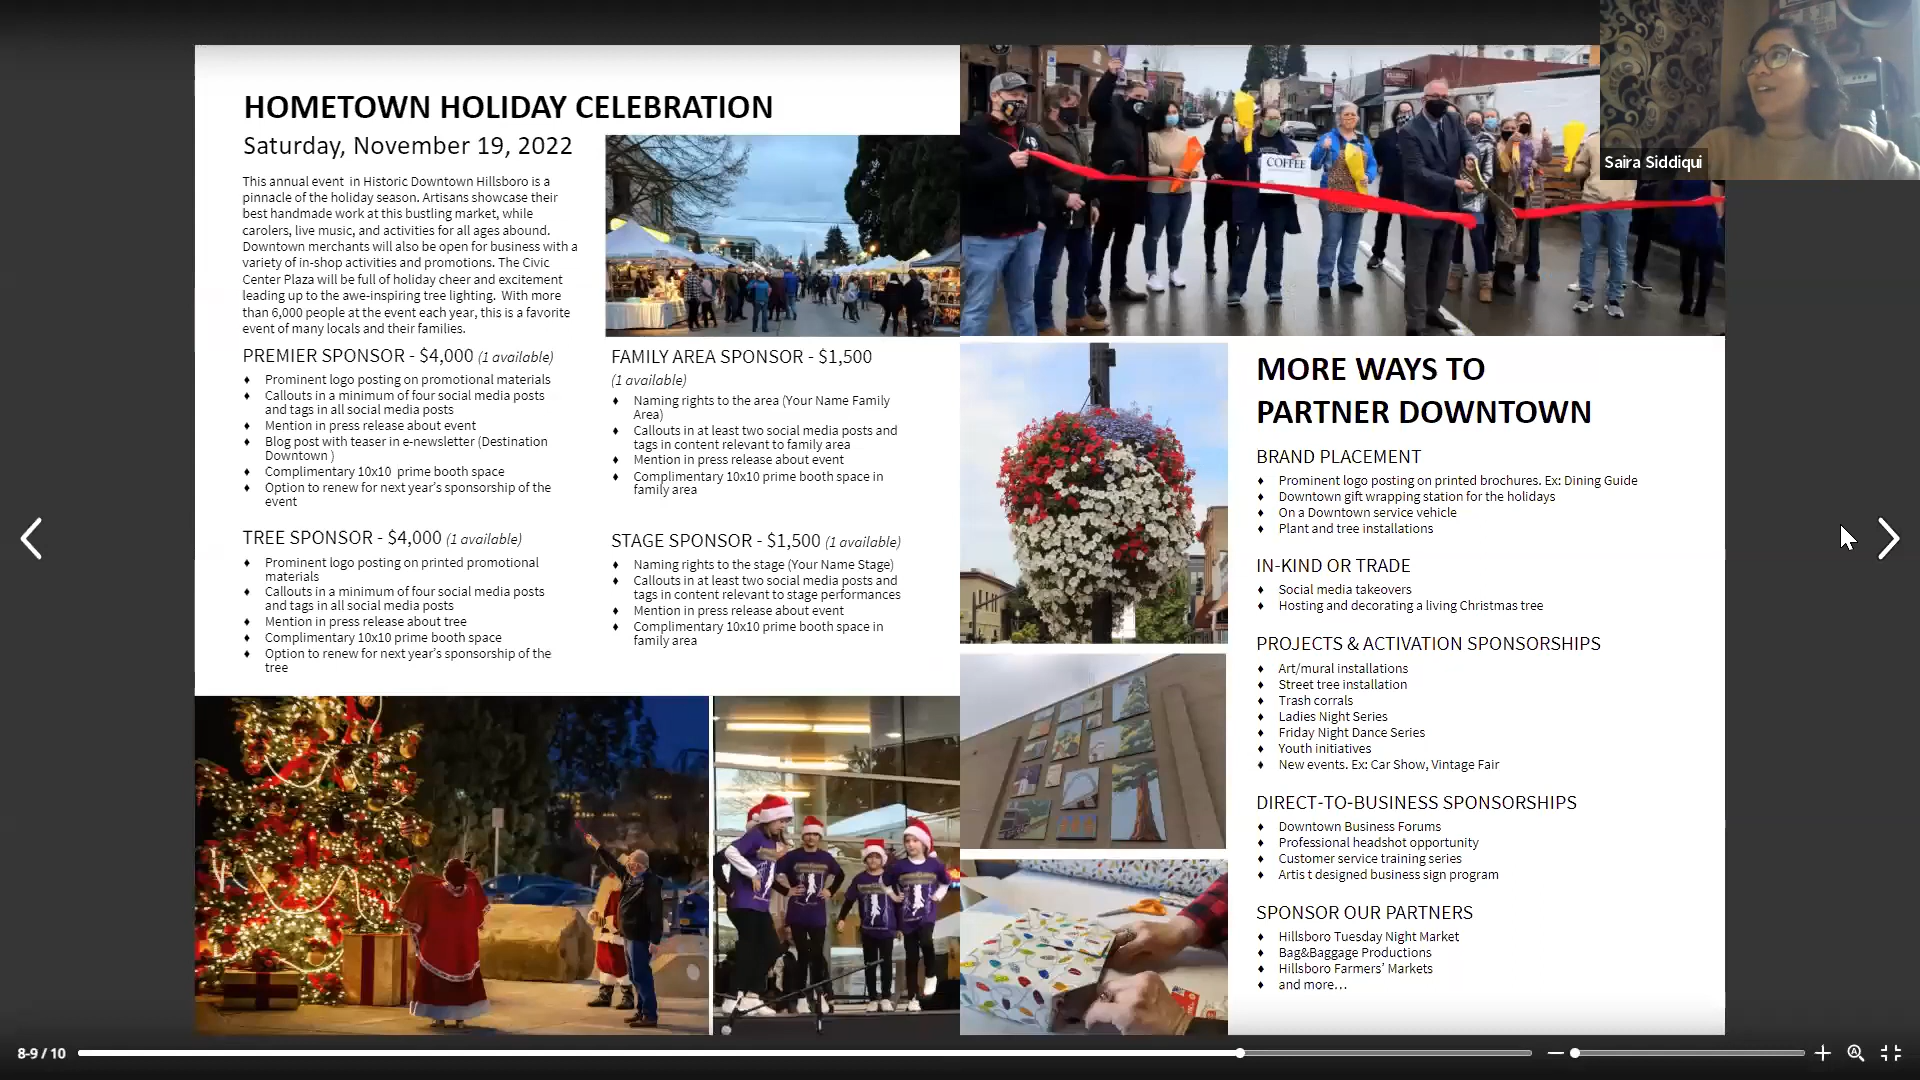 HOMETOWN HOLIDAY CELEBRATION
Saturday, November 19, 2022
This annual event in Historic Downtown Hillsboro is a
pinnacle of the holiday season. Artisans showcase their
best handmade work at this bustling market, while
carolers, live music, and activities for all ages abound.
Downtown merchants will also be open for business with a
variety of in-shop activities and promotions. The Civic
Center Plaza will be full of holiday cheer and excitement
leading up to the awe-inspiring tree lighting. With more
than 6,000 people at the event each year, this is a favorite
event of many locals and their families.
PREMIER SPONSOR - $4,000 (1 available)
♦ Prominent logo posting on promotional materials
♦ Callouts in a minimum of four social media posts
and tags in all social media posts
♦ Mention in press release about event
♦ Blog post with teaser in e-newsletter (Destination
Downtown )
♦ Complimentary 10x10 prime booth space
♦ Option to renew for next year's sponsorship of the
event
TREE SPONSOR - $4,000 (1 available)
♦ Prominent logo posting on printed promotional
materials
♦ Callouts in a minimum of four social media posts
and tags in all social media posts
♦ Mention in press release about tree
♦ Complimentary 10x10 prime booth space
♦ Option to renew for next year's sponsorship of the
tree
FAMILY AREA SPONSOR - $1,500
(1 available)
♦ Naming rights to the area (Your Name Family
Area)
♦ Callouts in at least two social media posts and
tags in content relevant to family area
♦ Mention in press release about event
♦ Complimentary 10x10 prime booth space in
family area
STAGE SPONSOR - $1,500 (1 available)
♦ Naming rights to the stage (Your Name Stage)
♦ Callouts in at least two social media posts and
tags in content relevant to stage performances
♦ Mention in press release about event
♦ Complimentary 10x10 prime booth space in
family area
COFFEE
Saira Siddiqui
MORE WAYS TO
PARTNER DOWNTOWN
BRAND PLACEMENT
♦ Prominent logo posting on printed brochures. Ex: Dining Guide
♦ Downtown gift wrapping station for the holidays
♦ On a Downtown service vehicle
♦ Plant and tree installations
IN-KIND OR TRADE
♦ Social media takeovers
♦ Hosting and decorating a living Christmas tree
PROJECTS & ACTIVATION SPONSORSHIPS
♦ Art/mural installations
♦ Street tree installation
♦ Trash corrals
♦ Ladies Night Series
♦ Friday Night Dance Series
♦ Youth initiatives
♦ New events. Ex: Car Show, Vintage Fair
DIRECT-TO-BUSINESS SPONSORSHIPS
♦ Downtown Business Forums
♦ Professional headshot opportunity
♦ Customer service training series
♦ Artis t designed business sign program
SPONSOR OUR PARTNERS
♦ Hillsboro Tuesday Night Market
♦ Bag&Baggage Productions
♦ Hillsboro Farmers' Markets
♦ and more...
8-9 / 10